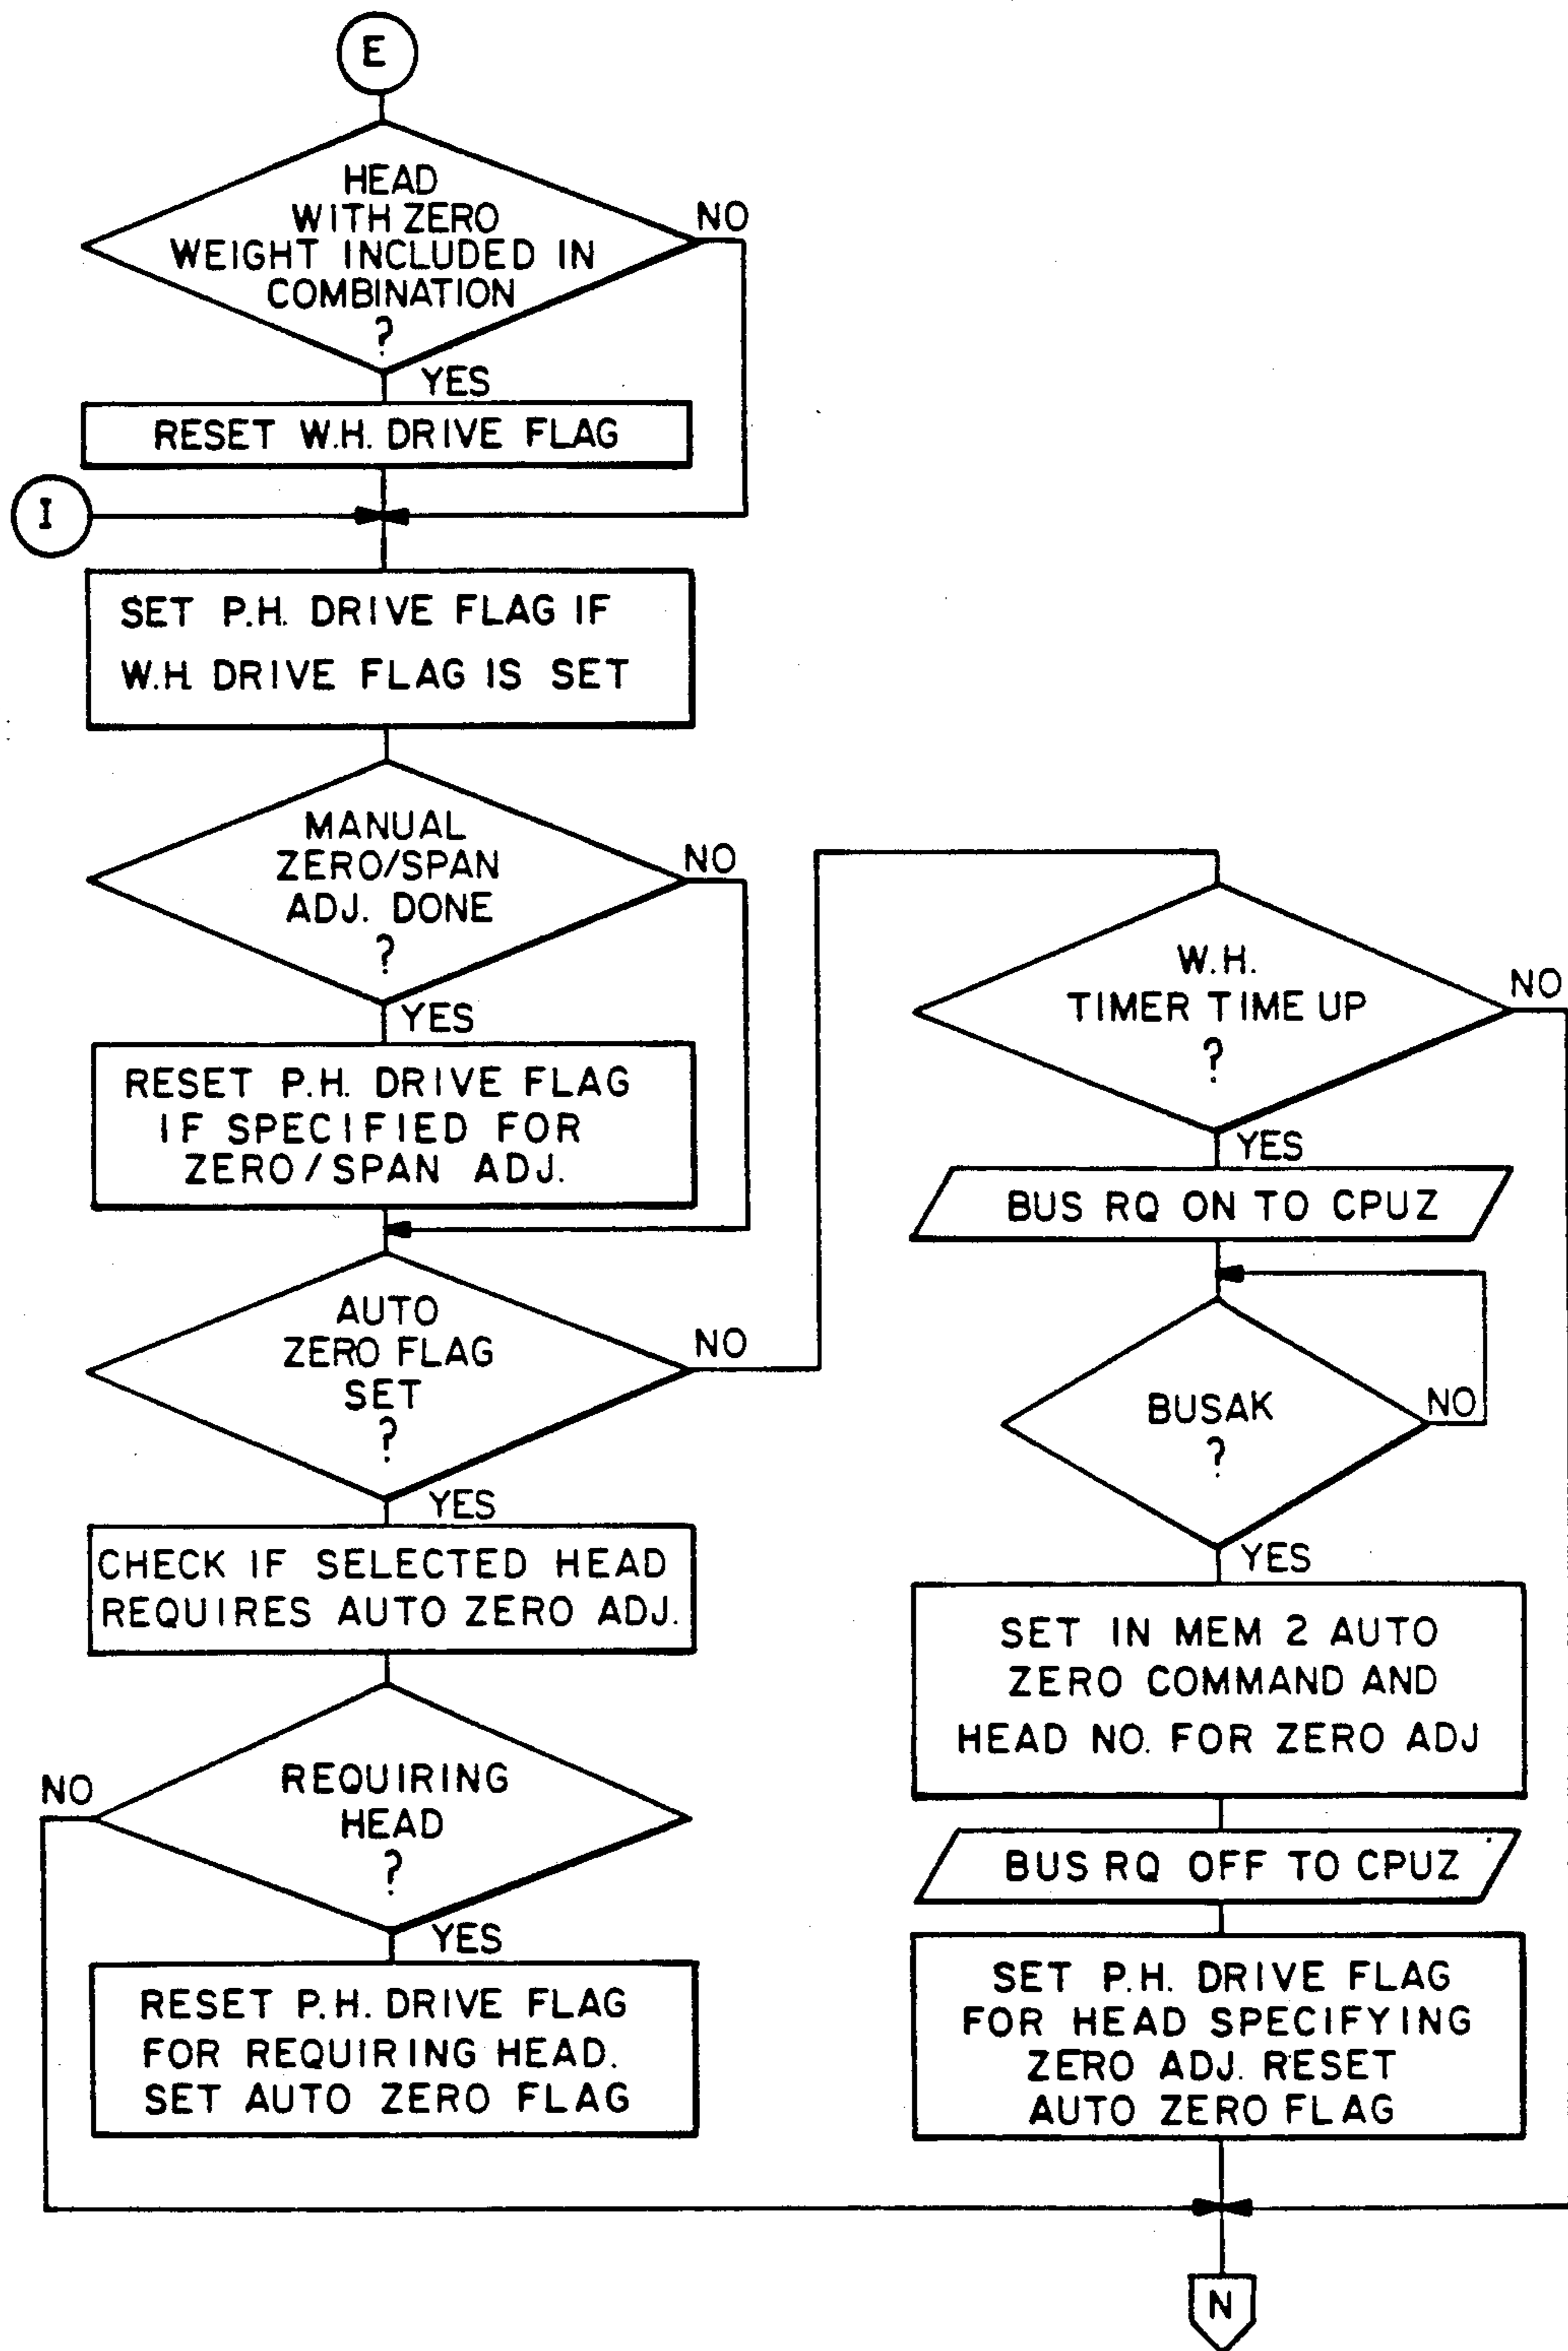 E
HEAD
WITH ZERO
WEIGHT INCLUDED IN
COMBINATION
?
NO
YES
RESET W.H. DRIVE FLAG
I
SET P.H. DRIVE FLAG IF
W.H. DRIVE FLAG IS SET
MANUAL
ZERO/SPAN
ADJ. DONE
?
NO
YES
RESET P.H. DRIVE FLAG
IF SPECIFIED FOR
ZERO/SPAN ADJ.
AUTO
ZERO FLAG
SET
?
NO
YES
CHECK IF SELECTED HEAD
REQUIRES AUTO ZERO ADJ.
REQUIRING
HEAD
?
NO
YES
RESET P.H. DRIVE FLAG
FOR REQUIRING HEAD.
SET AUTO ZERO FLAG
W.H.
TIMER TIME UP
?
NO
YES
BUS RQ ON TO CPUZ
BUSAK
?
NO
YES
SET IN MEM 2 AUTO
ZERO COMMAND AND
HEAD NO. FOR ZERO ADJ
BUS RQ OFF TO CPUZ
SET P.H. DRIVE FLAG
FOR HEAD SPECIFYING
ZERO ADJ. RESET
AUTO ZERO FLAG
N